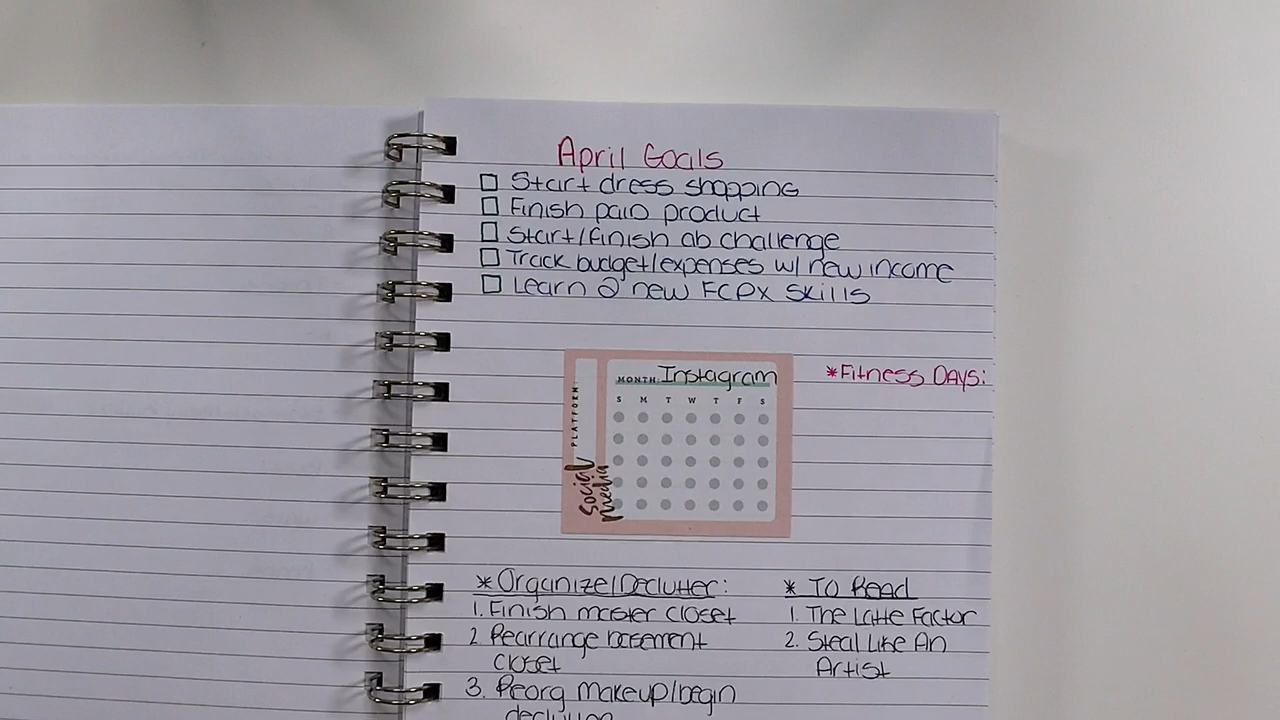 April Goals
Start dress shopping
Finish paid product
Start/finish ab challenge
Track budget/expenses w/ new income
Learn 2 new FCPX Skills
MONTH: Instagram
S M T W T F S
PLATFORM:
Social
Media
*Fitness Days:
* Organize/Declutter:
1. Finish master closet
2. Rearrange basement
closet
3. Reorg makeup/begin
* To Read
1. The Latte Factor
2. Steal Like An
Artist